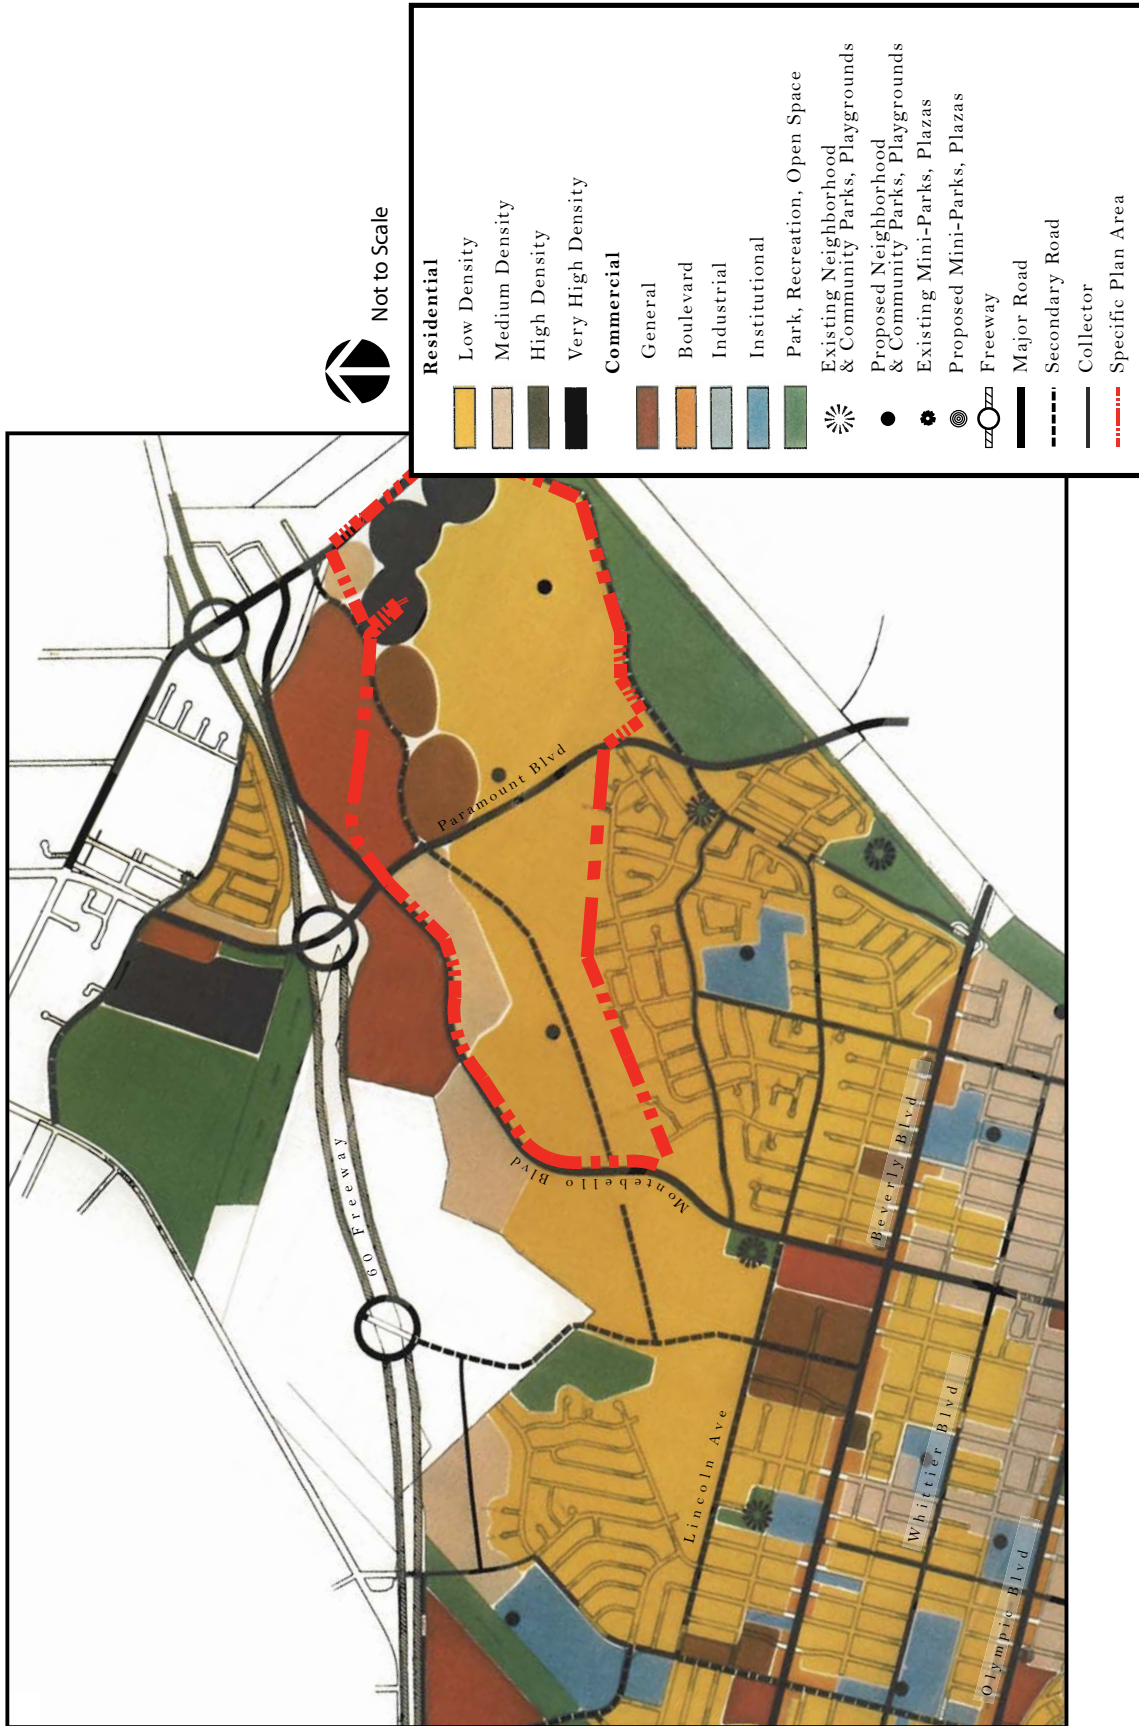 Not to Scale
Residential
Low Density
Medium Density
High Density
Very High Density
Commercial
General
Boulevard
Industrial
Institutional
Park, Recreation, Open Space
Existing Neighborhood
& Community Parks, Playgrounds
Proposed Neighborhood
& Community Parks, Playgrounds
Existing Mini-Parks, Plazas
Proposed Mini-Parks, Plazas
Freeway
Major Road
Secondary Road
Collector
Specific Plan Area
60 Freeway
Paramount Blvd
Montebello Blvd
Lincoln Ave
Beverly Blvd
Whittier Blvd
Olympic Blvd